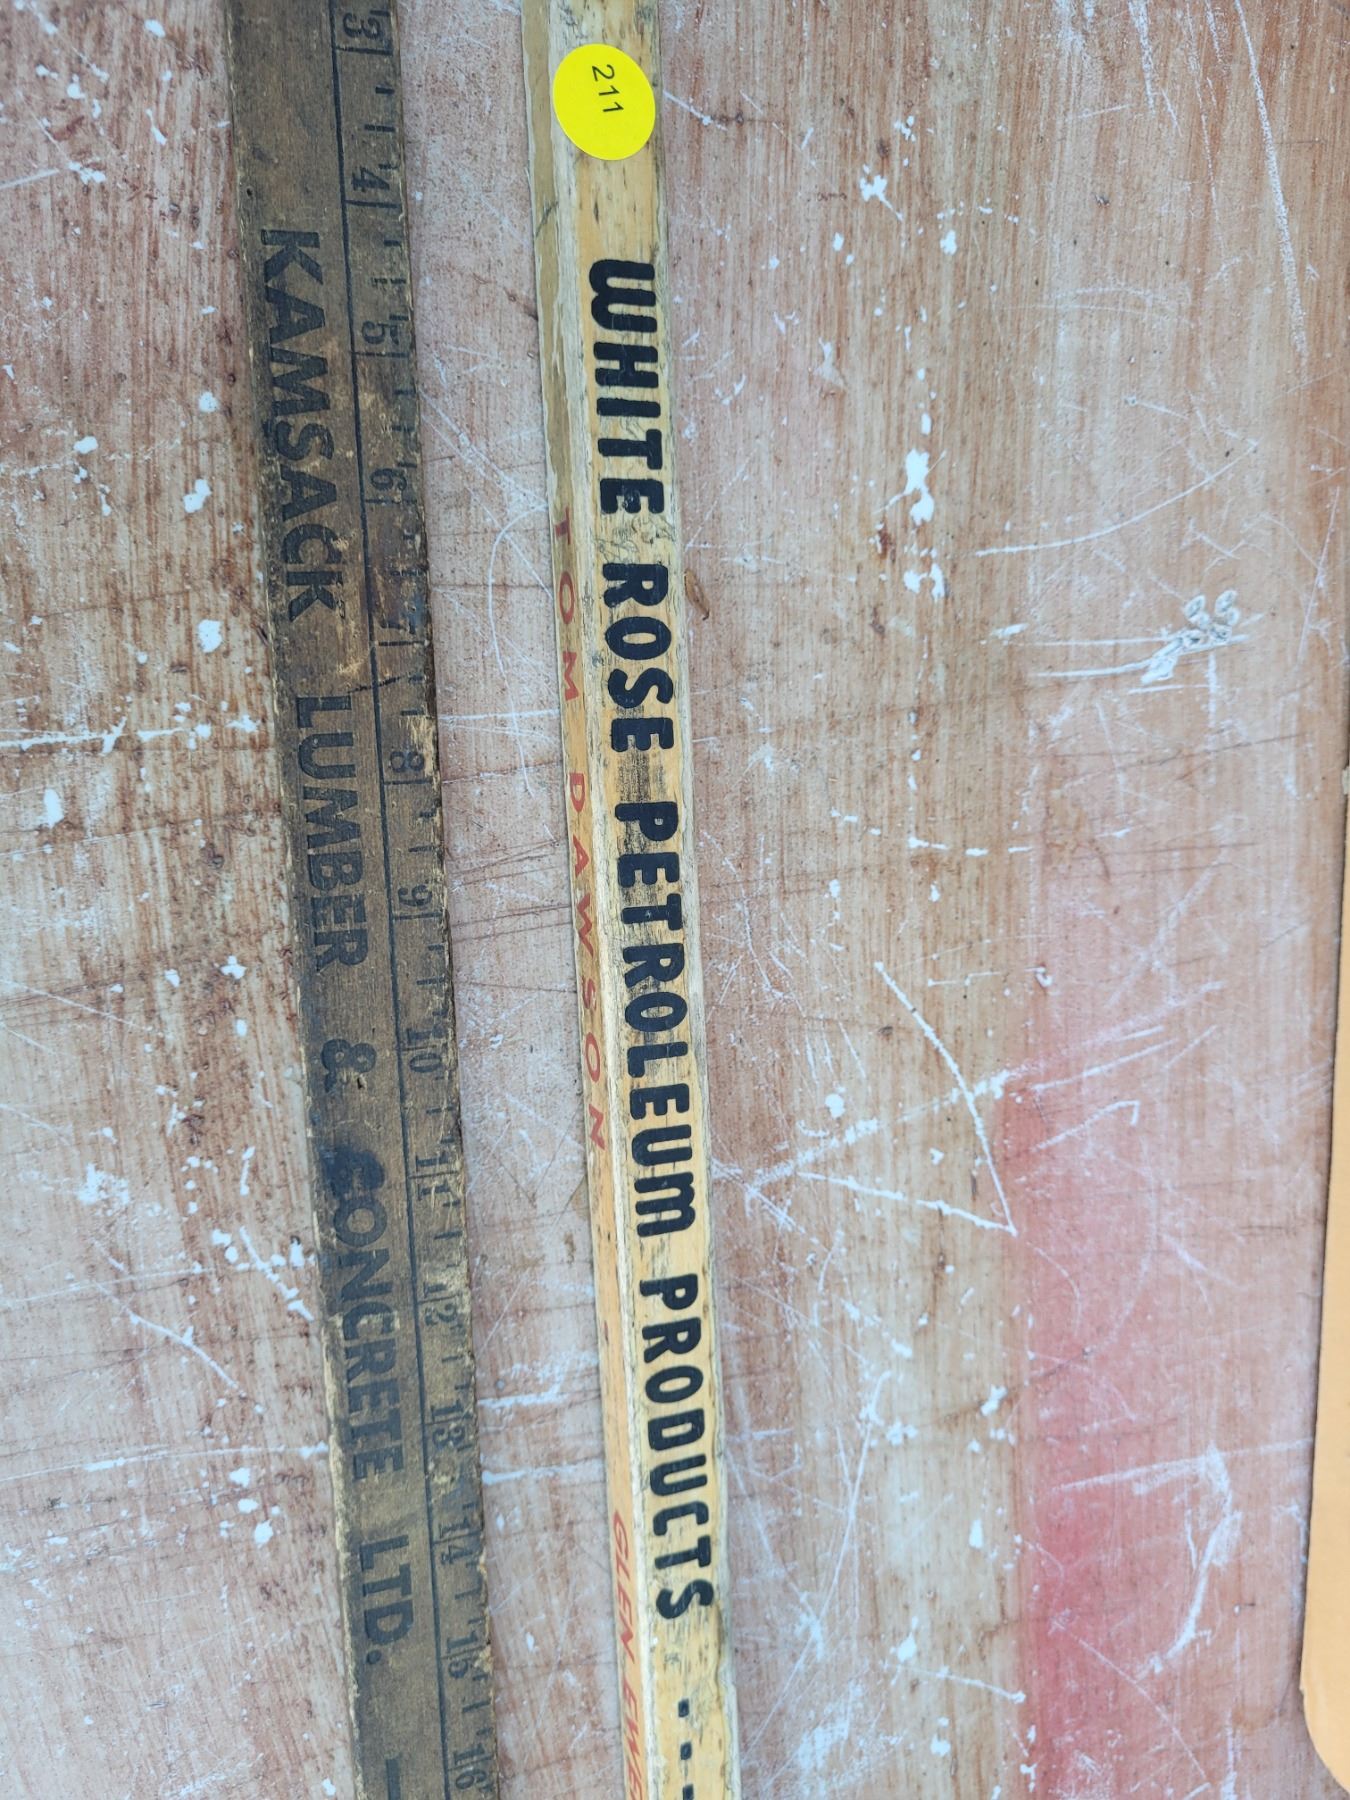 3 4 5 6 7 8 9 10 11 12 13 14 15 16
KAMSACK LUMBER & CONCRETE LTD. —
211
WHITE ROSE PETROLEUM PRODUCTS ....
TOM DAWSON